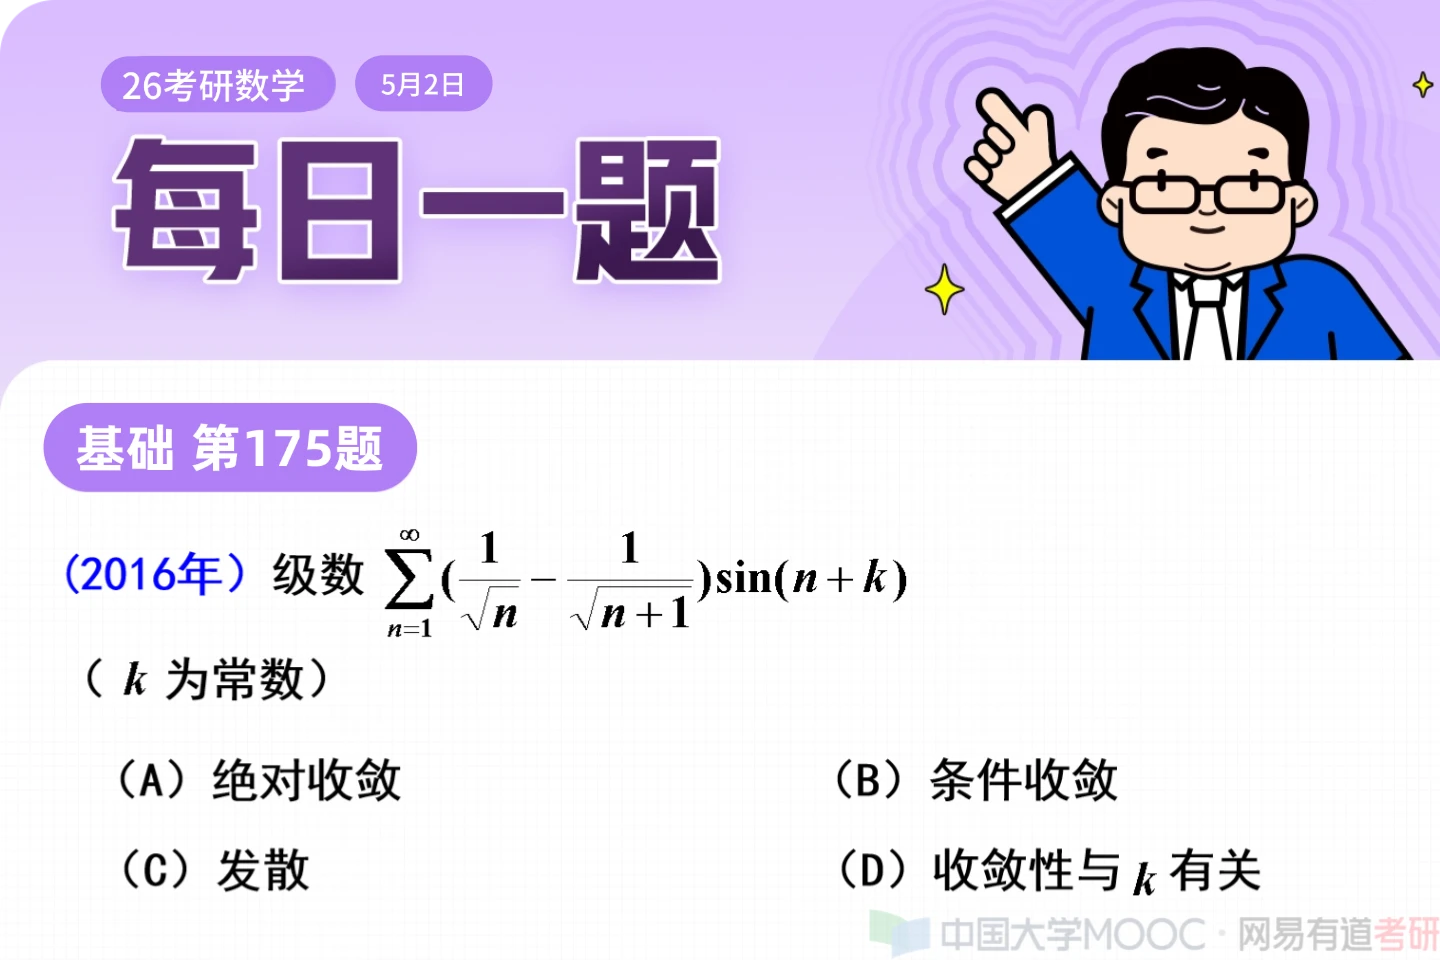 26考研数学 5月2日
每日一题
基础 第175题
(2016年）级数 $\sum_{n=1}^{\infty}(\frac{1}{\sqrt{n}}-\frac{1}{\sqrt{n+1}})\sin(n+k)$
（k 为常数）
（A）绝对收敛 （B）条件收敛
（C）发散 （D）收敛性与 k 有关
中国大学MOOC·网易有道考研